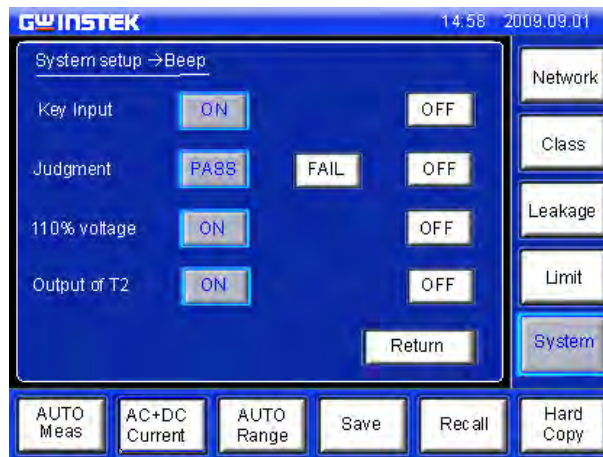 GWINSTEK 14:58 2009.09.01
System setup →Beep
Key Input ON OFF
Judgment PASS FAIL OFF
110% voltage ON OFF
Output of T2 ON OFF
Return
Network
Class
Leakage
Limit
System
AUTO Meas
AC+DC Current
AUTO Range
Save
Recall
Hard Copy